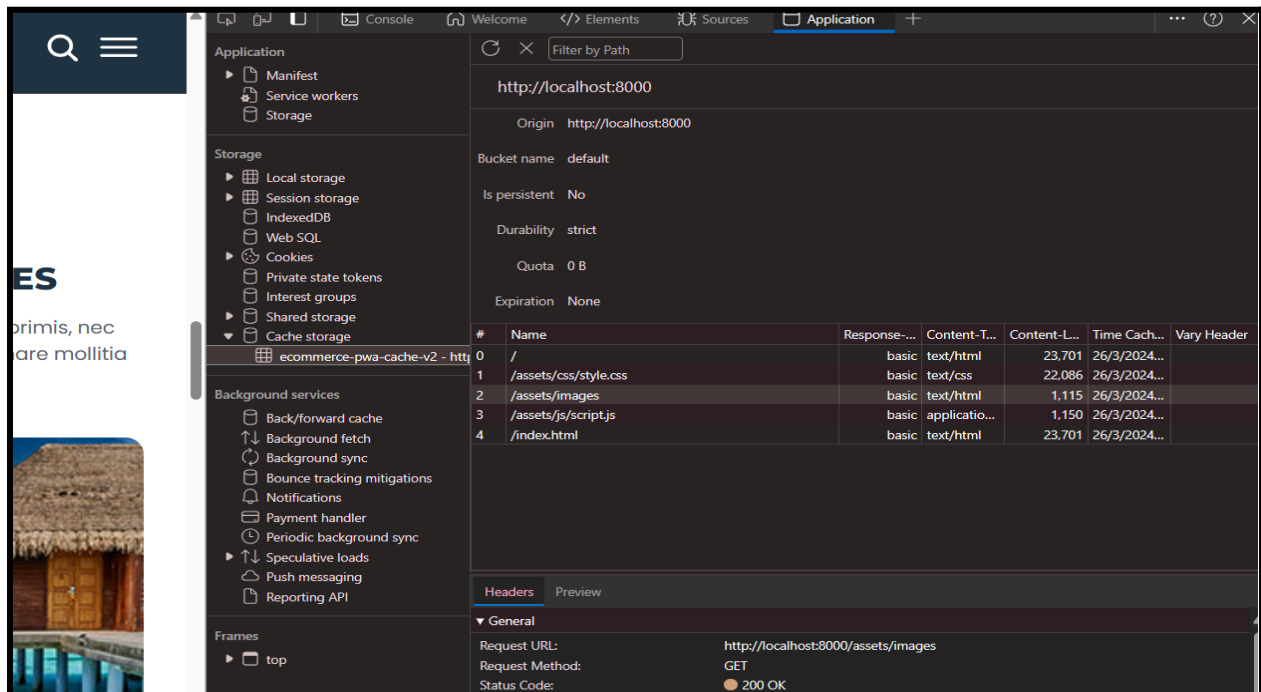 Console Welcome Elements Sources Application
Application
Manifest
Service workers
Storage
Storage
Local storage
Session storage
IndexedDB
Web SQL
Cookies
Private state tokens
Interest groups
Shared storage
Cache storage
ecommerce-pwa-cache-v2 - http
Background services
Back/forward cache
Background fetch
Background sync
Bounce tracking mitigations
Notifications
Payment handler
Periodic background sync
Speculative loads
Push messaging
Reporting API
Frames
top
Filter by Path
http://localhost:8000
Origin http://localhost:8000
Bucket name default
Is persistent No
Durability strict
Quota 0 B
Expiration None
# Name Response-... Content-T... Content-L... Time Cach... Vary Header
0 / basic text/html 23,701 26/3/2024...
1 /assets/css/style.css basic text/css 22,086 26/3/2024...
2 /assets/images basic text/html 1,115 26/3/2024...
3 /assets/js/script.js basic applicatio... 1,150 26/3/2024...
4 /index.html basic text/html 23,701 26/3/2024...
Headers Preview
General
Request URL: http://localhost:8000/assets/images
Request Method: GET
Status Code: 200 OK
ES
primis, nec
are mollitia